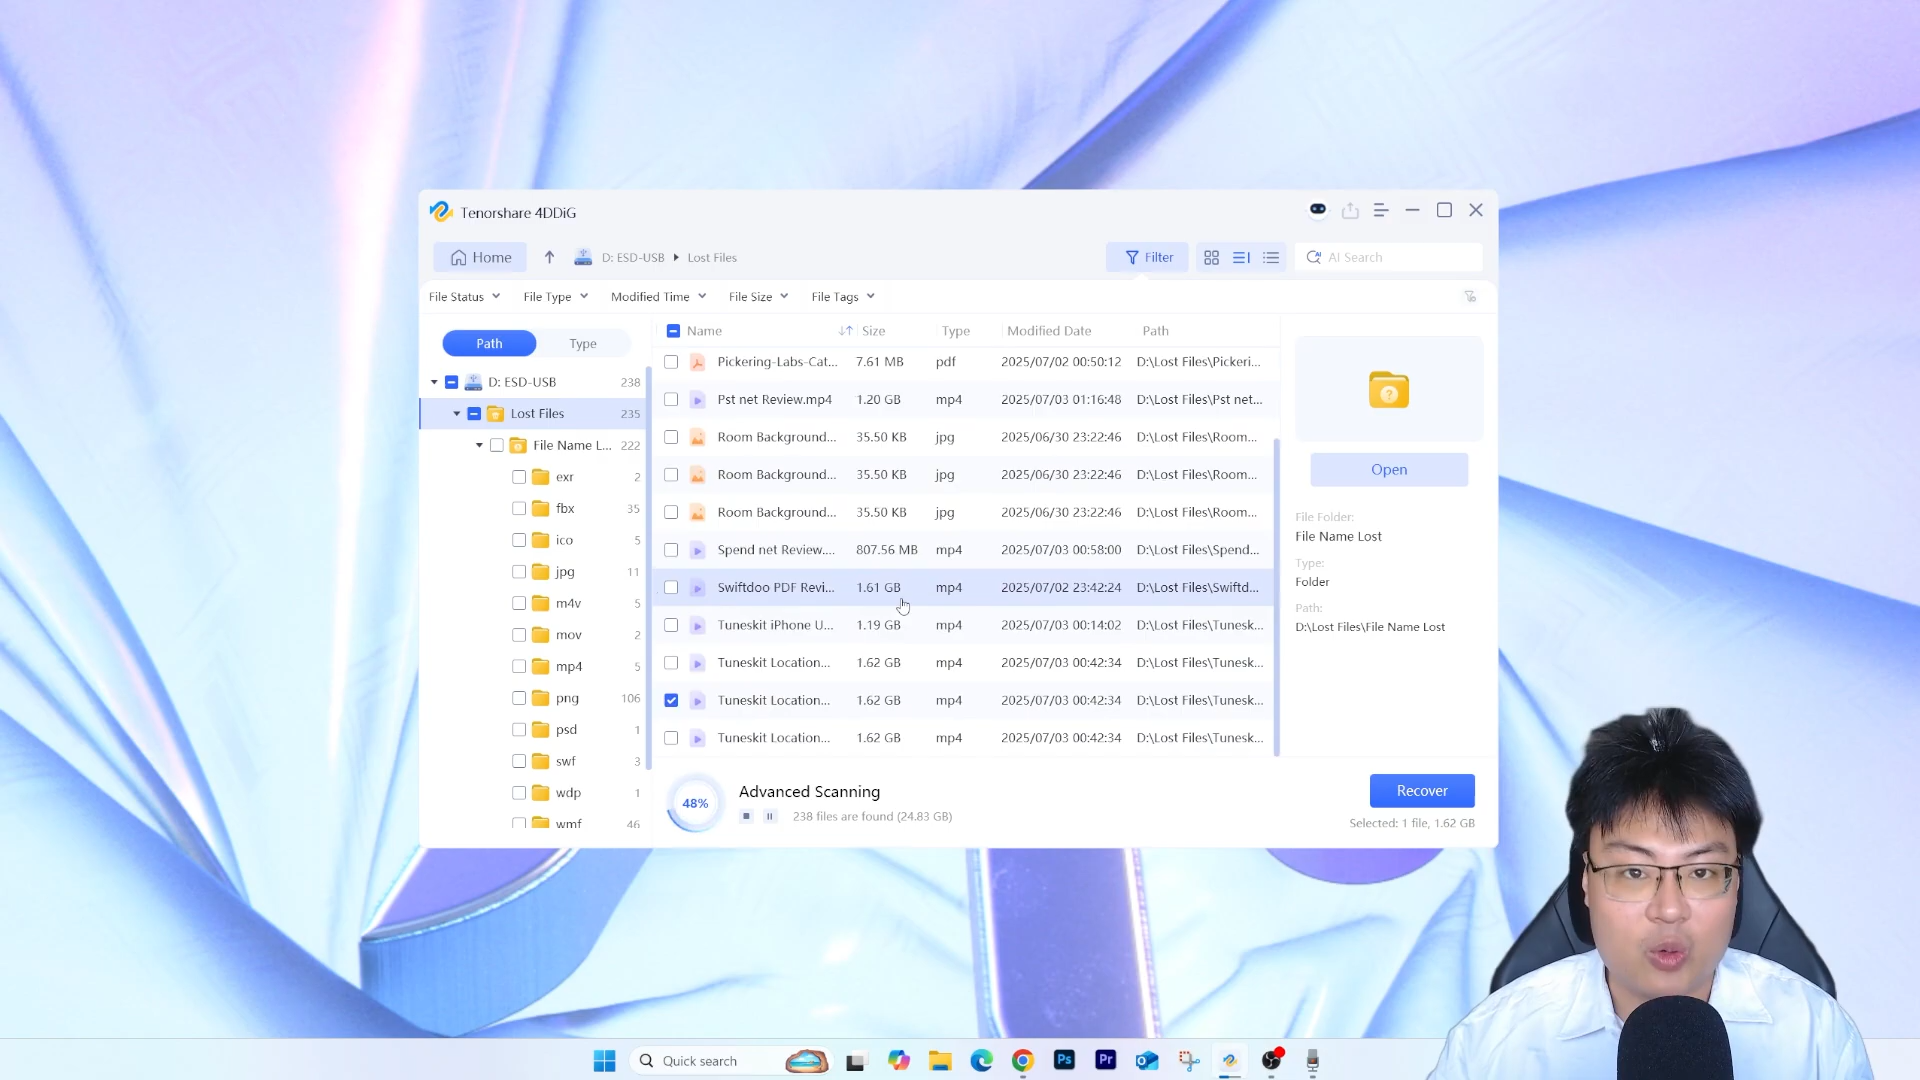 Tenorshare 4DDiG
Home
D: ESD-USB
Lost Files
Filter
AI Search
File Status
File Type
Modified Time
File Size
File Tags
Path
Type
D: ESD-USB 238
Lost Files 235
File Name L... 222
exr 2
fbx 35
ico 5
jpg 11
m4v 5
mov 2
mp4 5
png 106
psd 1
swf 3
wdp 1
wmf 46
Name Size Type Modified Date Path
Pickering-Labs-Cat... 7.61 MB pdf 2025/07/02 00:50:12 D:\Lost Files\Pickeri...
Pst net Review.mp4 1.20 GB mp4 2025/07/03 01:16:48 D:\Lost Files\Pst net...
Room Background... 35.50 KB jpg 2025/06/30 23:22:46 D:\Lost Files\Room...
Room Background... 35.50 KB jpg 2025/06/30 23:22:46 D:\Lost Files\Room...
Room Background... 35.50 KB jpg 2025/06/30 23:22:46 D:\Lost Files\Room...
Spend net Review.... 807.56 MB mp4 2025/07/03 00:58:00 D:\Lost Files\Spend...
Swiftdoo PDF Revi... 1.61 GB mp4 2025/07/02 23:42:24 D:\Lost Files\Swiftd...
Tuneskit iPhone U... 1.19 GB mp4 2025/07/03 00:14:02 D:\Lost Files\Tunesk...
Tuneskit Location... 1.62 GB mp4 2025/07/03 00:42:34 D:\Lost Files\Tunesk...
Tuneskit Location... 1.62 GB mp4 2025/07/03 00:42:34 D:\Lost Files\Tunesk...
Tuneskit Location... 1.62 GB mp4 2025/07/03 00:42:34 D:\Lost Files\Tunesk...
Open
File Folder:
File Name Lost
Type:
Folder
Path:
D:\Lost Files\File Name Lost
48%
Advanced Scanning
238 files are found (24.83 GB)
Recover
Selected: 1 file, 1.62 GB
Quick search
Ps
Pr